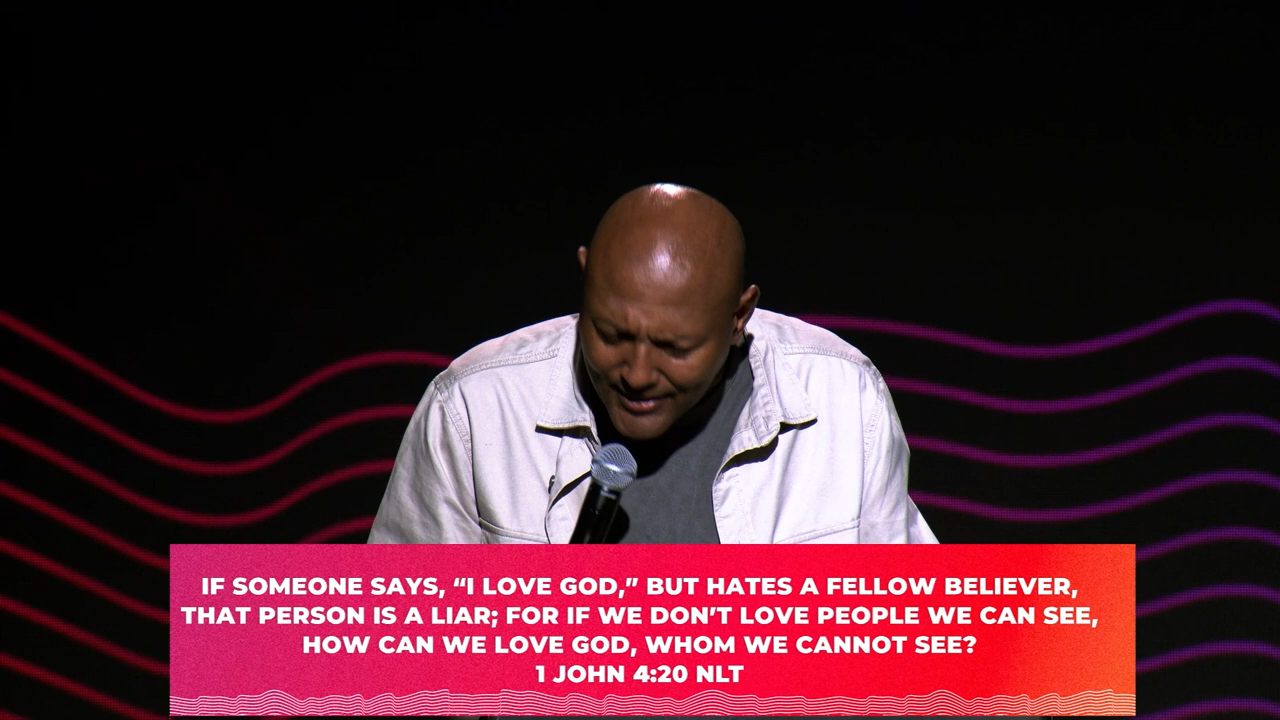 IF SOMEONE SAYS, “I LOVE GOD,” BUT HATES A FELLOW BELIEVER,
THAT PERSON IS A LIAR; FOR IF WE DON’T LOVE PEOPLE WE CAN SEE,
HOW CAN WE LOVE GOD, WHOM WE CANNOT SEE?
1 JOHN 4:20 NLT